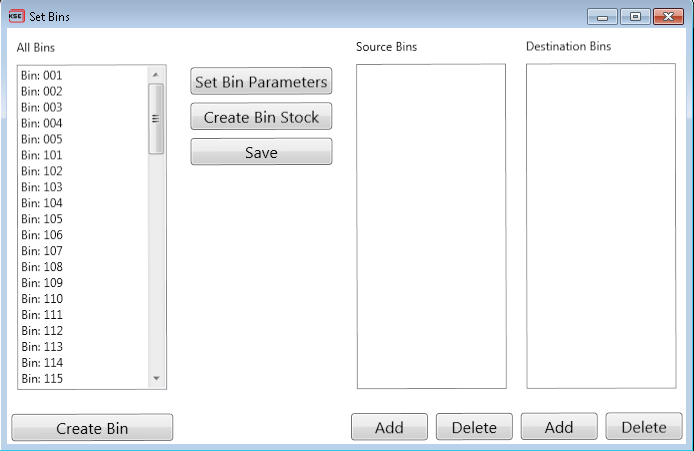 KSE Set Bins
All Bins
Source Bins
Destination Bins
Bin: 001
Bin: 002
Bin: 003
Bin: 004
Bin: 005
Bin: 101
Bin: 102
Bin: 103
Bin: 104
Bin: 105
Bin: 106
Bin: 107
Bin: 108
Bin: 109
Bin: 110
Bin: 111
Bin: 112
Bin: 113
Bin: 114
Bin: 115
Set Bin Parameters
Create Bin Stock
Save
Create Bin
Add
Delete
Add
Delete